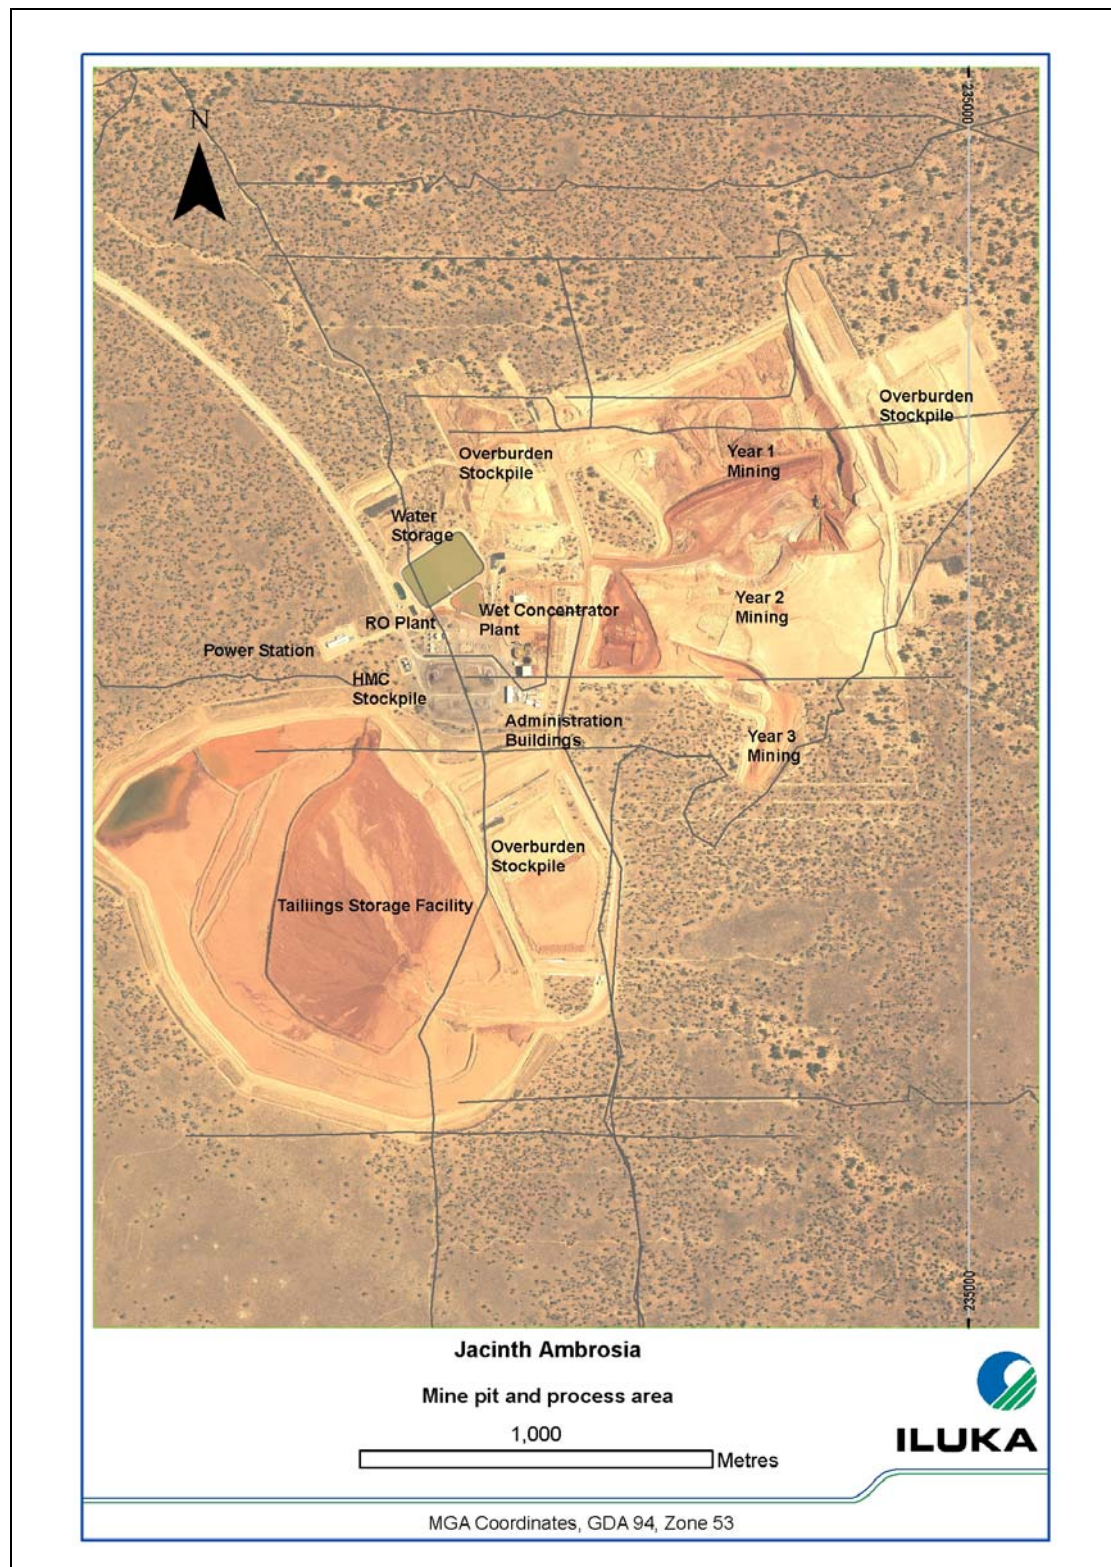 N
235000
Overburden
Stockpile
Year 1
Mining
Overburden
Stockpile
Water
Storage
Year 2
Mining
Wet Concentrator
Plant
RO Plant
Power Station
HMC
Stockpile
Administration
Buildings
Year 3
Mining
Overburden
Stockpile
Tailiings Storage Facility
235000
Jacinth Ambrosia
Mine pit and process area
1,000
Metres
ILUKA
MGA Coordinates, GDA 94, Zone 53